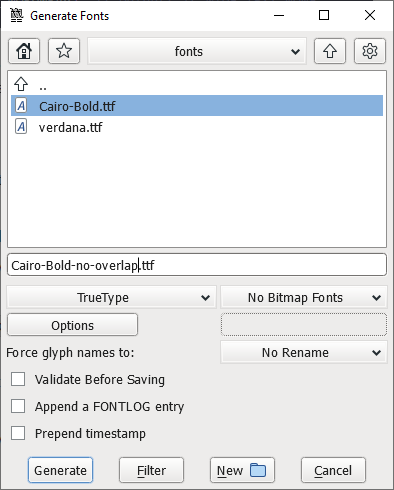 Generate Fonts
fonts
..
Cairo-Bold.ttf
verdana.ttf
Cairo-Bold-no-overlap.ttf
TrueType No Bitmap Fonts
Options
Force glyph names to: No Rename
Validate Before Saving
Append a FONTLOG entry
Prepend timestamp
Generate Filter New Cancel